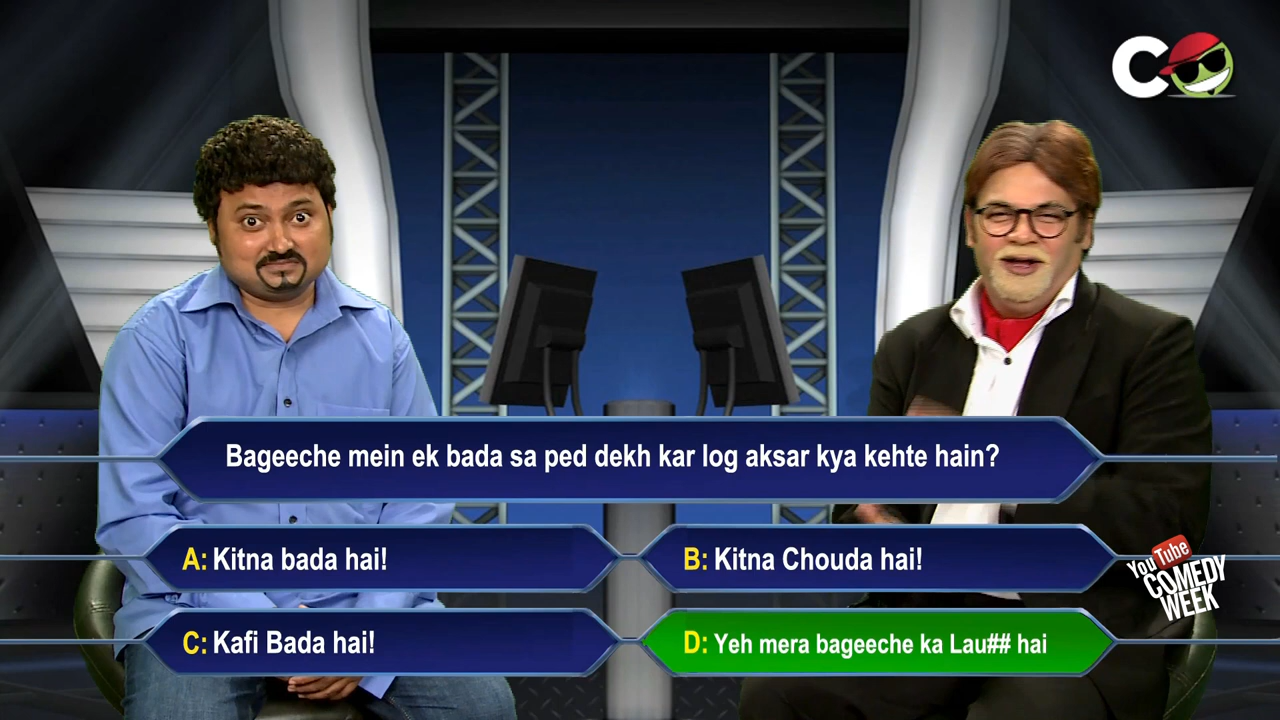 CO
Bageeche mein ek bada sa ped dekh kar log aksar kya kehte hain?
A: Kitna bada hai!
B: Kitna Chouda hai!
C: Kafi Bada hai!
D: Yeh mera bageeche ka Lau## hai
YouTube
COMEDY
WEEK